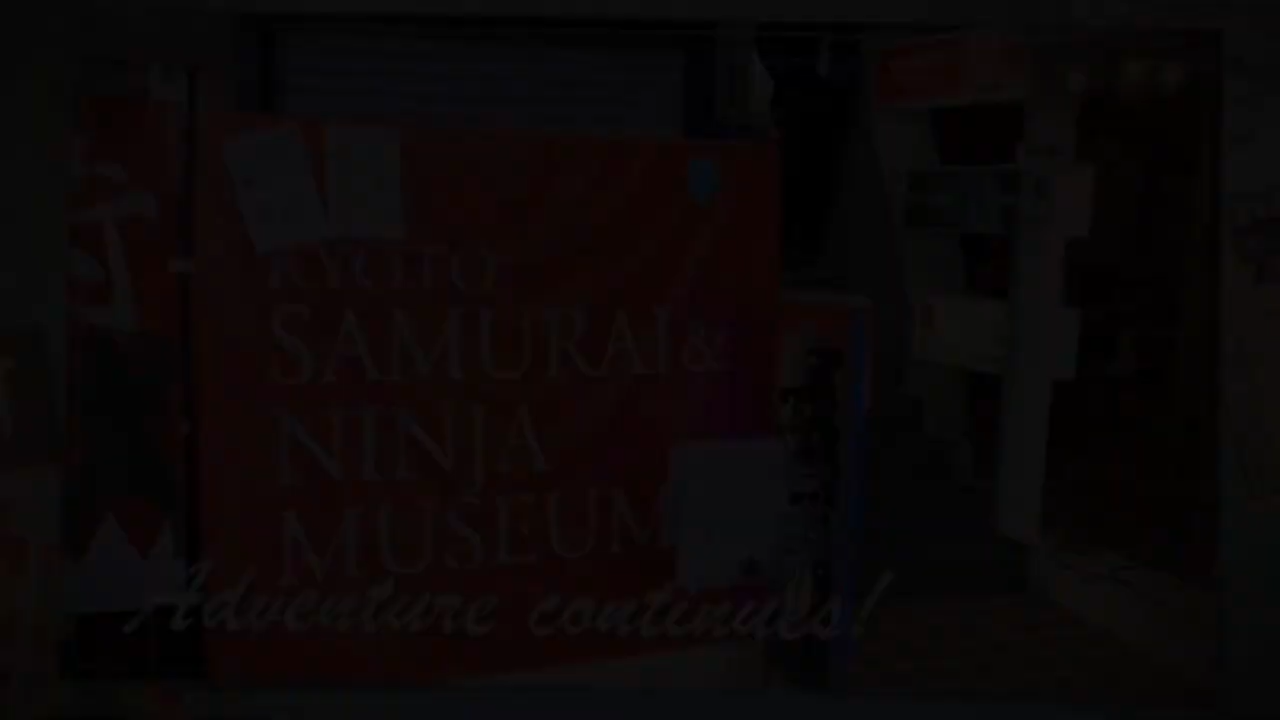 KYOTO
SAMURAI &
NINJA
MUSEUM
Adventure continues!